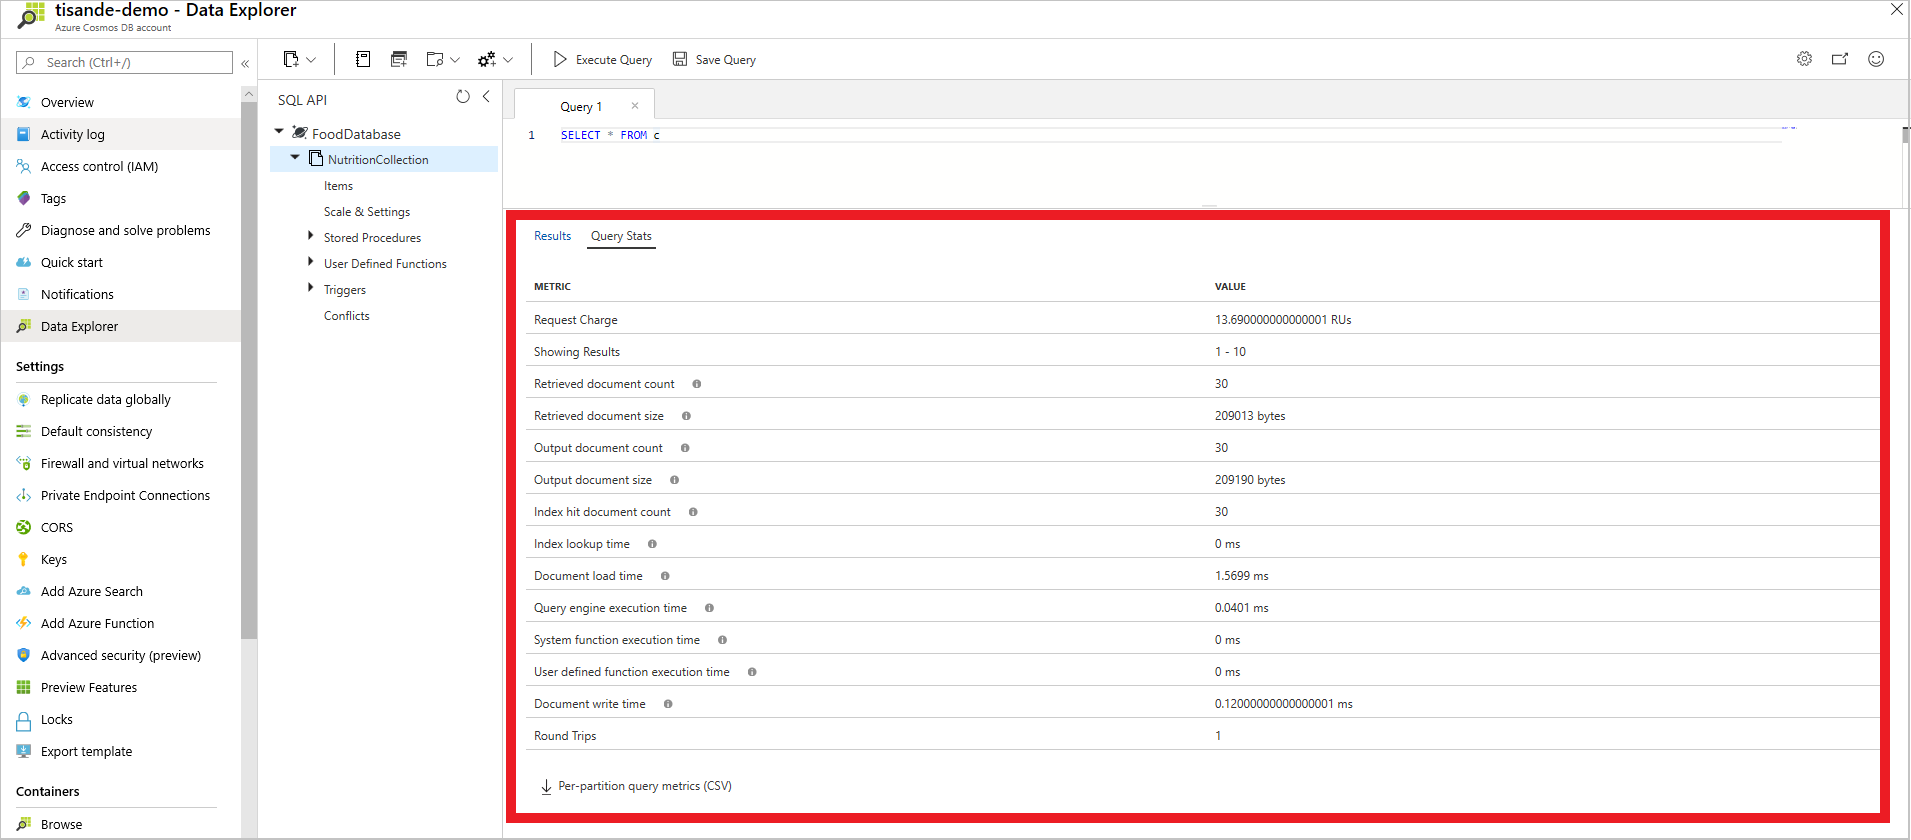 tisande-demo - Data Explorer
Azure Cosmos DB account
Search (Ctrl+/)
«
Overview
Activity log
Access control (IAM)
Tags
Diagnose and solve problems
Quick start
Notifications
Data Explorer
Settings
Replicate data globally
Default consistency
Firewall and virtual networks
Private Endpoint Connections
CORS
Keys
Add Azure Search
Add Azure Function
Advanced security (preview)
Preview Features
Locks
Export template
Containers
Browse
Execute Query
Save Query
SQL API
FoodDatabase
NutritionCollection
Items
Scale & Settings
Stored Procedures
User Defined Functions
Triggers
Conflicts
Query 1
1 SELECT * FROM c
Results Query Stats
METRIC VALUE
Request Charge 13.690000000000001 RUs
Showing Results 1 - 10
Retrieved document count 30
Retrieved document size 209013 bytes
Output document count 30
Output document size 209190 bytes
Index hit document count 30
Index lookup time 0 ms
Document load time 1.5699 ms
Query engine execution time 0.0401 ms
System function execution time 0 ms
User defined function execution time 0 ms
Document write time 0.12000000000000001 ms
Round Trips 1
Per-partition query metrics (CSV)